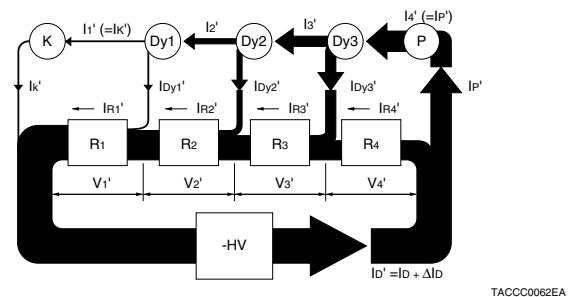 I1' (=IK') I2' I3' I4' (=IP')
K Dy1 Dy2 Dy3 P
Ik' IDy1' IDy2' IDy3' IP'
IR1' IR2' IR3' IR4'
R1 R2 R3 R4
V1' V2' V3' V4'
-HV
ID' =ID + ΔID
TACCC0062EA